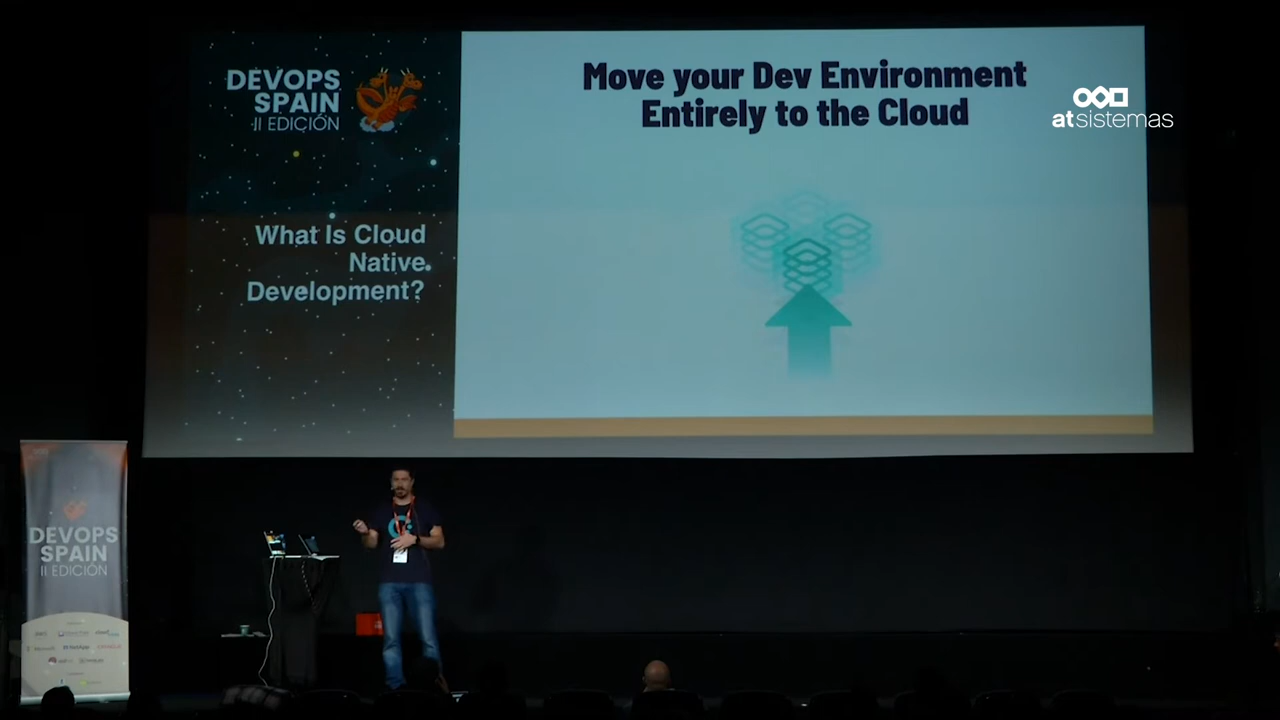 DEVOPS
SPAIN
II EDICIÓN
What Is Cloud
Native
Development?
Move your Dev Environment
Entirely to the Cloud
atsistemas
DEVOPS
SPAIN
II EDICIÓN
NetApp